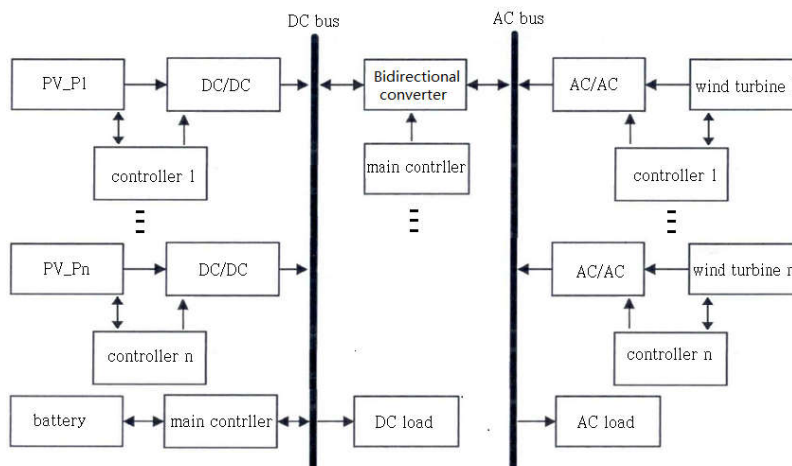 DC bus
AC bus
PV_P1
DC/DC
Bidirectional
converter
AC/AC
wind turbine 1
controller 1
main contrller
controller 1
PV_Pn
DC/DC
AC/AC
wind turbine n
controller n
controller n
battery
main contrller
DC load
AC load